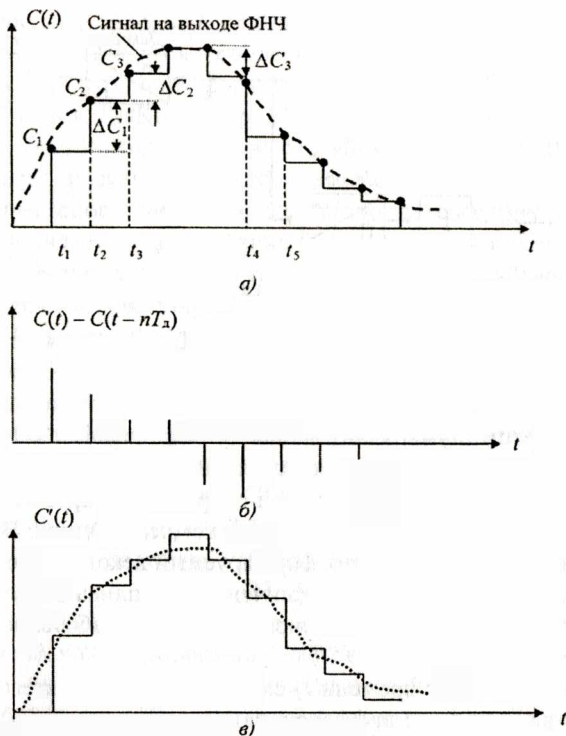 C(t)
Сигнал на выходе ФНЧ
C₃
ΔC₃
C₂
ΔC₂
C₁
ΔC₁
t₁ t₂ t₃ t₄ t₅
t
а)
C(t) – C(t – nTд)
t
б)
C'(t)
t
в)